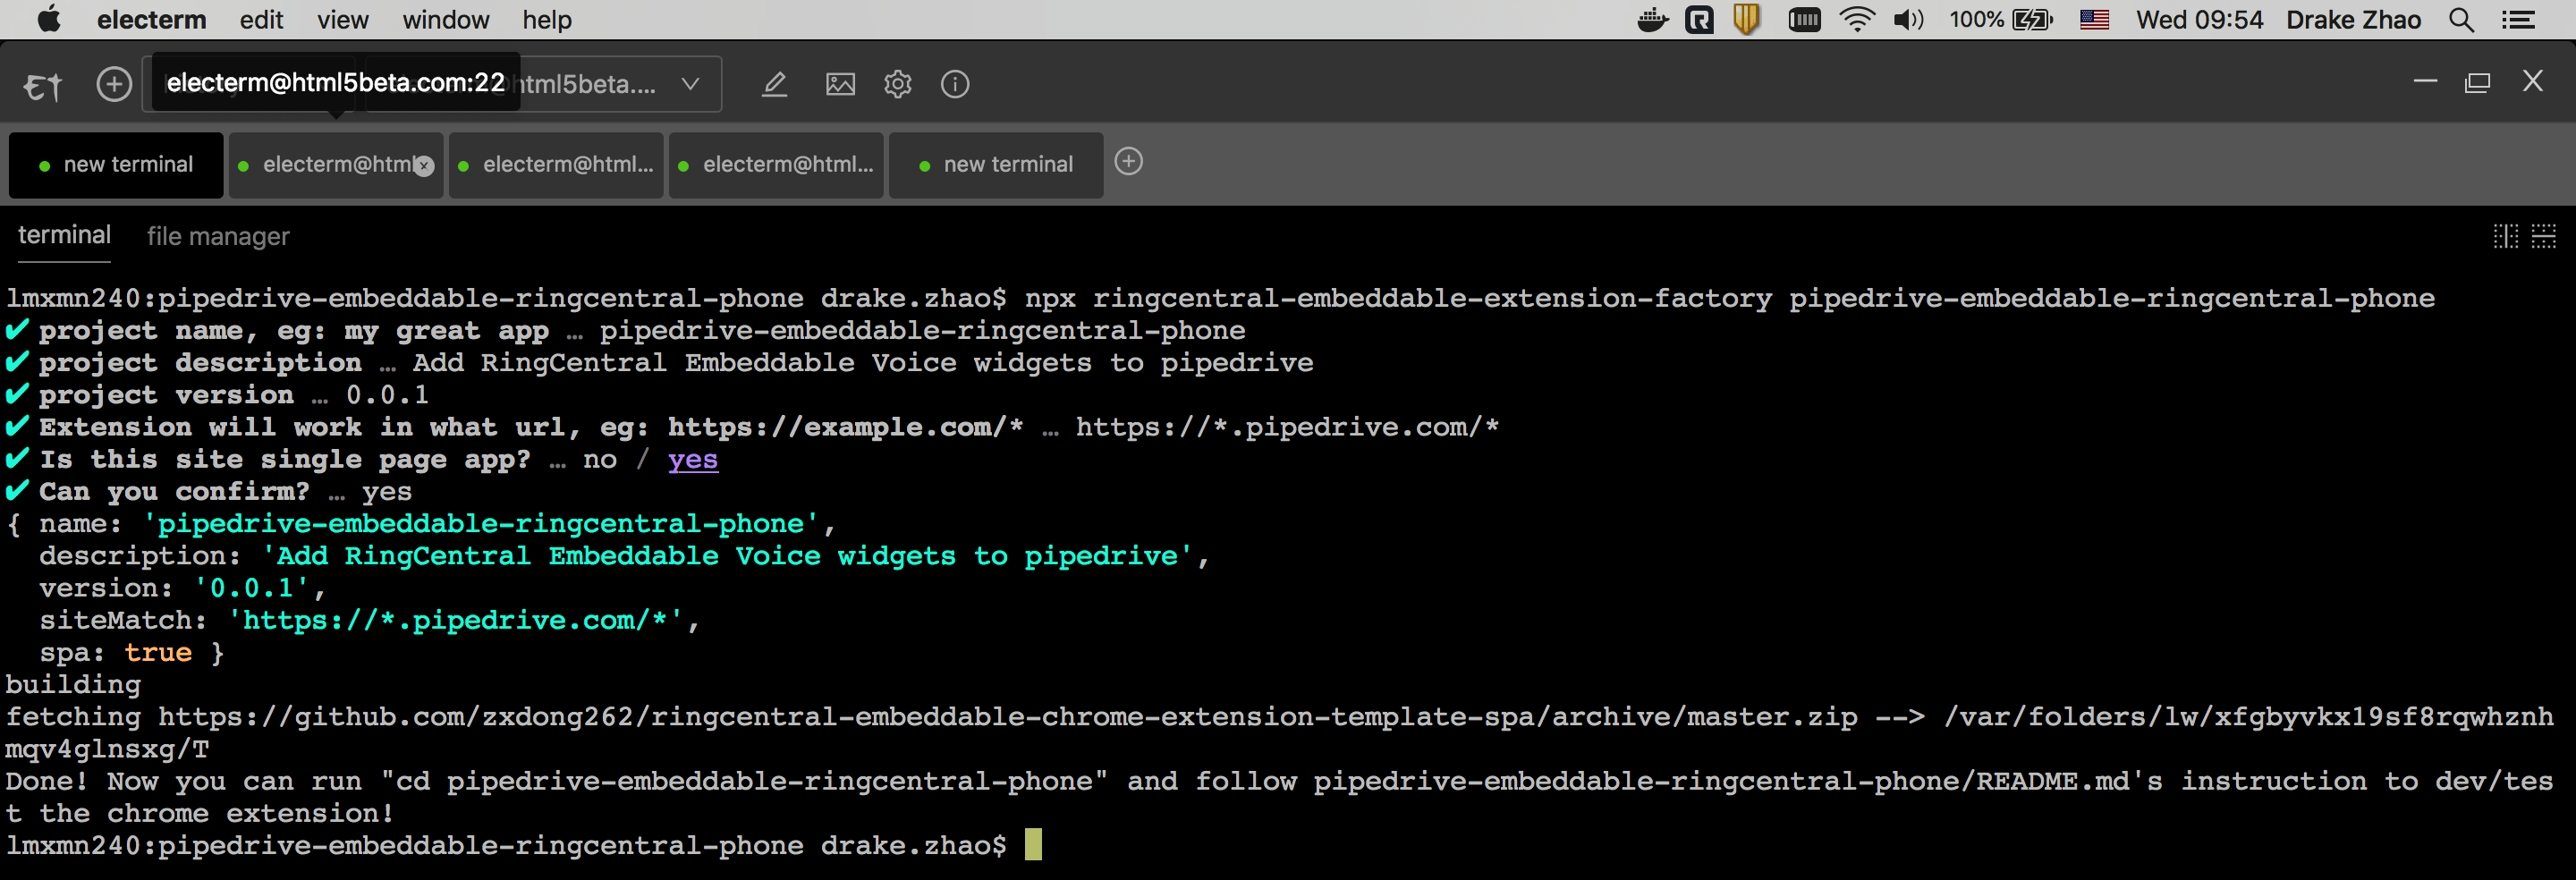 electerm edit view window help 100% Wed 09:54 Drake Zhao
electerm@html5beta.com:22 html5beta....
new terminal electerm@html electerm@html... electerm@html... new terminal
terminal file manager
lmxmn240:pipedrive-embeddable-ringcentral-phone drake.zhao$ npx ringcentral-embeddable-extension-factory pipedrive-embeddable-ringcentral-phone
✔ project name, eg: my great app … pipedrive-embeddable-ringcentral-phone
✔ project description … Add RingCentral Embeddable Voice widgets to pipedrive
✔ project version … 0.0.1
✔ Extension will work in what url, eg: https://example.com/* … https://*.pipedrive.com/*
✔ Is this site single page app? … no / yes
✔ Can you confirm? … yes
{ name: 'pipedrive-embeddable-ringcentral-phone',
description: 'Add RingCentral Embeddable Voice widgets to pipedrive',
version: '0.0.1',
siteMatch: 'https://*.pipedrive.com/*',
spa: true }
building
fetching https://github.com/zxdong262/ringcentral-embeddable-chrome-extension-template-spa/archive/master.zip --> /var/folders/lw/xfgbyvkx19sf8rqwhznh
mqv4glnsxg/T
Done! Now you can run "cd pipedrive-embeddable-ringcentral-phone" and follow pipedrive-embeddable-ringcentral-phone/README.md's instruction to dev/tes
t the chrome extension!
lmxmn240:pipedrive-embeddable-ringcentral-phone drake.zhao$